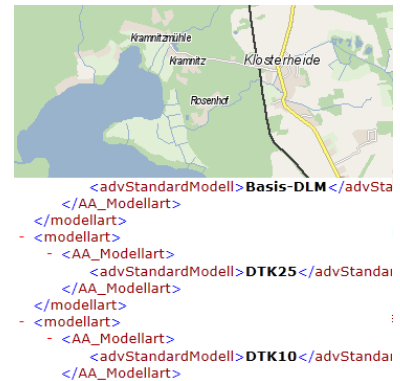 Kramnitzmühle
Kramnitz
Klosterheide
Rosenhof
<advStandardModell>Basis-DLM</advSta
</AA_Modellart>
</modellart>
- <modellart>
- <AA_Modellart>
<advStandardModell>DTK25</advStandar
</AA_Modellart>
</modellart>
- <modellart>
- <AA_Modellart>
<advStandardModell>DTK10</advStandar
</AA_Modellart>